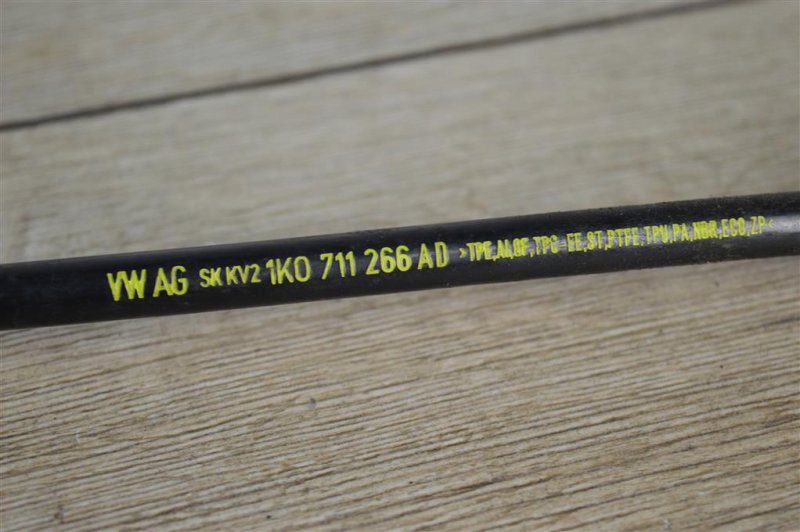 VW AG SK KV2 1K0 711 266 AD >TPE,AL,GF,TPC EE,ST,PTFE,TPU,PA,NBR,ECO,ZP<